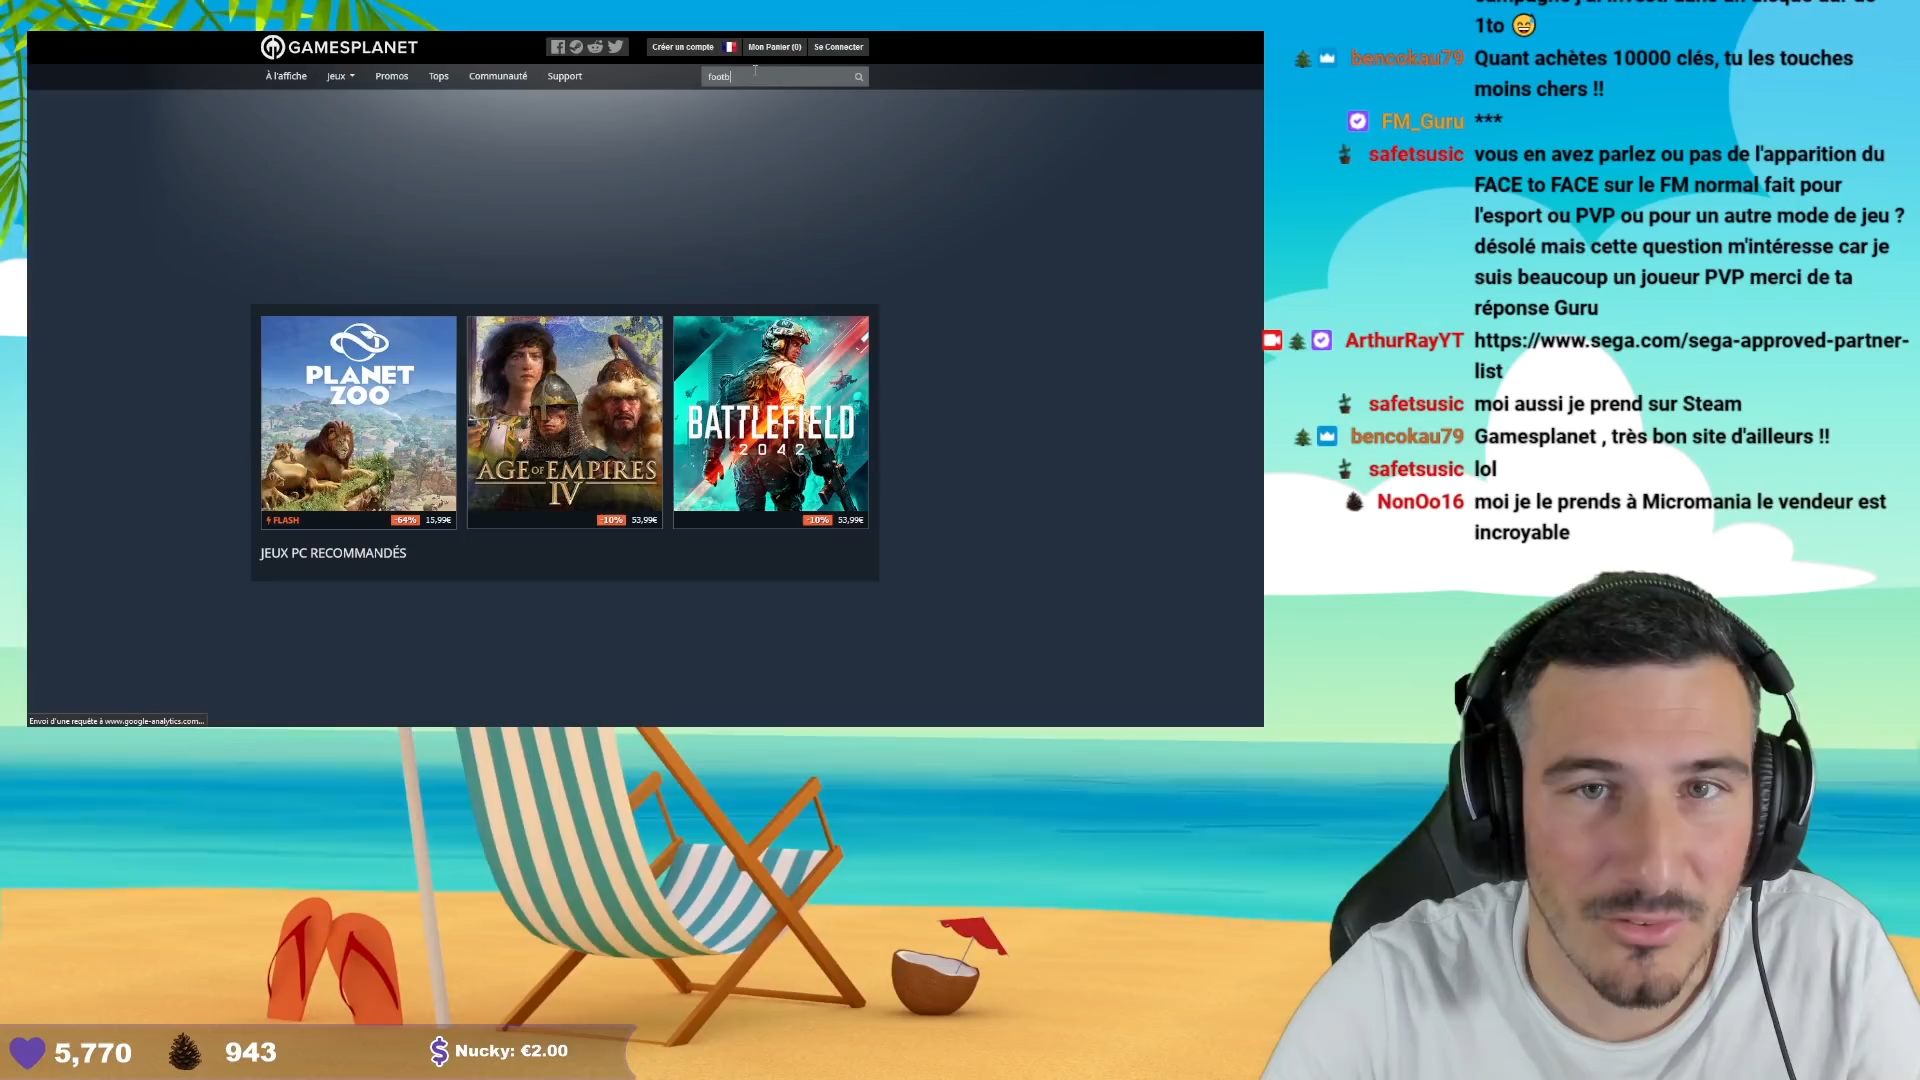 GAMESPLANET
Créer un compte
Mon Panier (0)
Se Connecter
À l'affiche
Jeux
Promos
Tops
Communauté
Support
footb
PLANET
ZOO
FLASH
-64%
15,99€
AGE OF EMPIRES
IV
-10%
53,99€
BATTLEFIELD
2042
-10%
53,99€
JEUX PC RECOMMANDÉS
Envoi d'une requête à www.google-analytics.com...
1to
bencokau79 Quant achètes 10000 clés, tu les touches
moins chers !!
FM_Guru ***
safetsusic vous en avez parlez ou pas de l'apparition du
FACE to FACE sur le FM normal fait pour
l'esport ou PVP ou pour un autre mode de jeu ?
désolé mais cette question m'intéresse car je
suis beaucoup un joueur PVP merci de ta
réponse Guru
ArthurRayYT https://www.sega.com/sega-approved-partner-
list
safetsusic moi aussi je prend sur Steam
bencokau79 Gamesplanet , très bon site d'ailleurs !!
safetsusic lol
NonOo16 moi je le prends à Micromania le vendeur est
incroyable
5,770
943
$ Nucky: €2.00